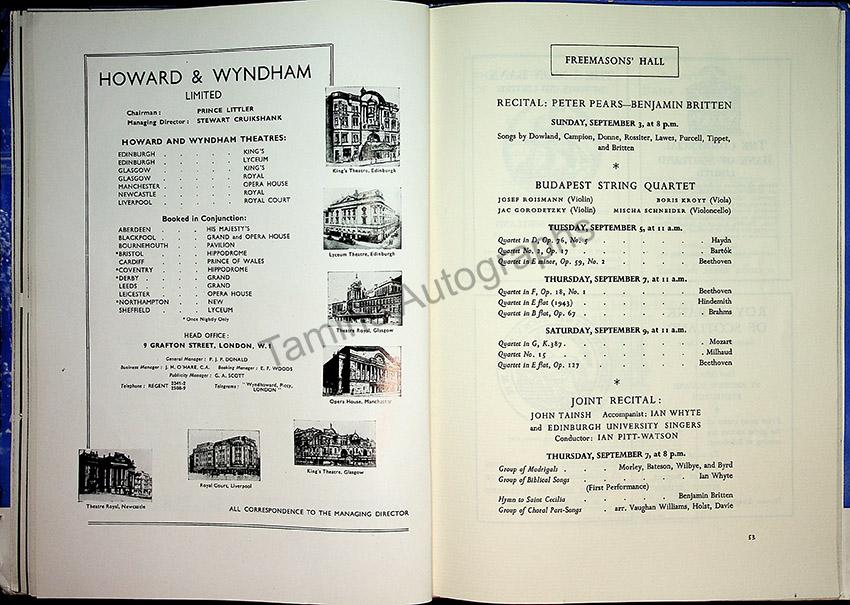 HOWARD & WYNDHAM
LIMITED
Chairman : PRINCE LITTLER
Managing Director : STEWART CRUIKSHANK
HOWARD AND WYNDHAM THEATRES:
EDINBURGH . . . . . KING'S
EDINBURGH . . . . . LYCEUM
GLASGOW . . . . . KING'S
GLASGOW . . . . . ROYAL
MANCHESTER . . . . . OPERA HOUSE
NEWCASTLE . . . . . ROYAL
LIVERPOOL . . . . . ROYAL COURT
Booked in Conjunction:
ABERDEEN . . . HIS MAJESTY'S
BLACKPOOL . . . GRAND and OPERA HOUSE
BOURNEMOUTH . . . PAVILION
*BRISTOL . . . HIPPODROME
CARDIFF . . . PRINCE OF WALES
*COVENTRY . . . HIPPODROME
*DERBY . . . GRAND
LEEDS . . . GRAND
LEICESTER . . . OPERA HOUSE
*NORTHAMPTON . . . NEW
SHEFFIELD . . . LYCEUM
* Once Nightly Only
HEAD OFFICE :
9 GRAFTON STREET, LONDON, W.1
General Manager : P. J. P. DONALD
Business Manager : J. H. O'HARE, C.A. Booking Manager : E. F. WOODS
Publicity Manager : G. A. SCOTT
Telephone : REGENT 2241-2 2508-9 Telegrams : "Wyndhoward, Piccy, LONDON"
King's Theatre, Edinburgh
Lyceum Theatre, Edinburgh
Theatre Royal, Glasgow
Opera House, Manchester
King's Theatre, Glasgow
Royal Court, Liverpool
Theatre Royal, Newcastle
ALL CORRESPONDENCE TO THE MANAGING DIRECTOR
FREEMASONS' HALL
RECITAL: PETER PEARS—BENJAMIN BRITTEN
SUNDAY, SEPTEMBER 3, at 8 p.m.
Songs by Dowland, Campion, Donne, Rossiter, Lawes, Purcell, Tippet,
and Britten
*
BUDAPEST STRING QUARTET
JOSEF ROISMANN (Violin) BORIS KROYT (Viola)
JAC GORODETZKY (Violin) MISCHA SCHNEIDER (Violoncello)
TUESDAY, SEPTEMBER 5, at 11 a.m.
Quartet in D, Op. 76, No. 5 . . . . . Haydn
Quartet No. 2, Op. 17 . . . . . Bartók
Quartet in E minor, Op. 59, No. 2 . . . . . Beethoven
THURSDAY, SEPTEMBER 7, at 11 a.m.
Quartet in F, Op. 18, No. 1 . . . . . Beethoven
Quartet in E flat (1943) . . . . . Hindemith
Quartet in B flat, Op. 67 . . . . . Brahms
SATURDAY, SEPTEMBER 9, at 11 a.m.
Quartet in G, K.387 . . . . . Mozart
Quartet No. 15 . . . . . Milhaud
Quartet in E flat, Op. 127 . . . . . Beethoven
*
JOINT RECITAL:
JOHN TAINSH Accompanist: IAN WHYTE
and EDINBURGH UNIVERSITY SINGERS
Conductor: IAN PITT-WATSON
THURSDAY, SEPTEMBER 7, at 8 p.m.
Group of Madrigals . . . Morley, Bateson, Wilbye, and Byrd
Group of Biblical Songs . . . . . Ian Whyte
(First Performance)
Hymn to Saint Cecilia . . . . . Benjamin Britten
Group of Choral Part-Songs . . arr. Vaughan Williams, Holst, Davie
53
Tamino Autographs